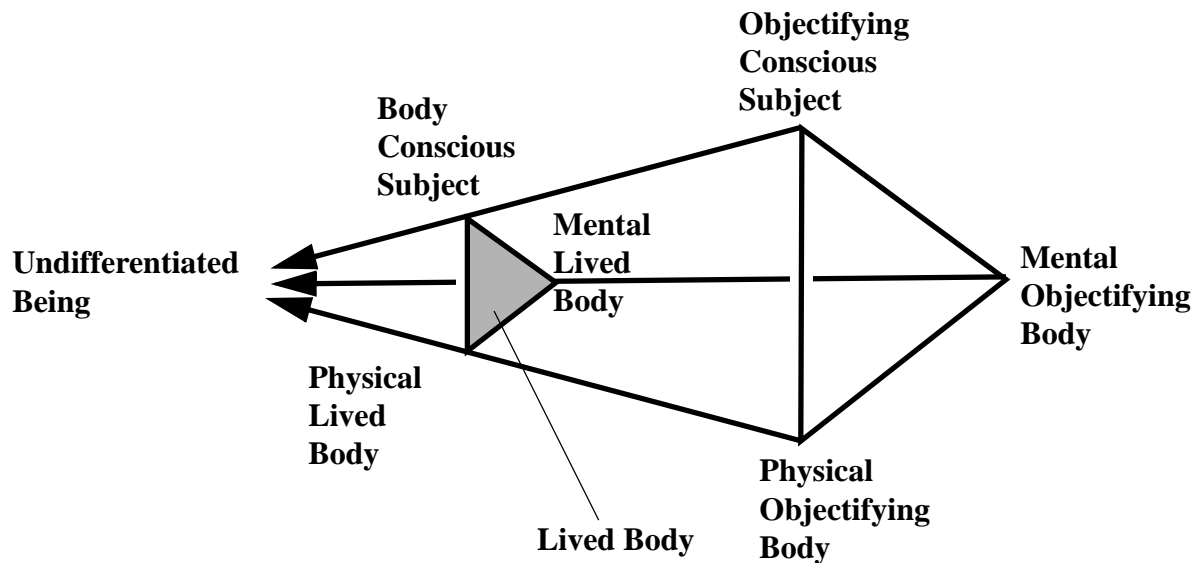 Objectifying
Conscious
Subject
Body
Conscious
Subject
Mental
Lived
Body
Undifferentiated
Being
Mental
Objectifying
Body
Physical
Lived
Body
Physical
Objectifying
Body
Lived Body